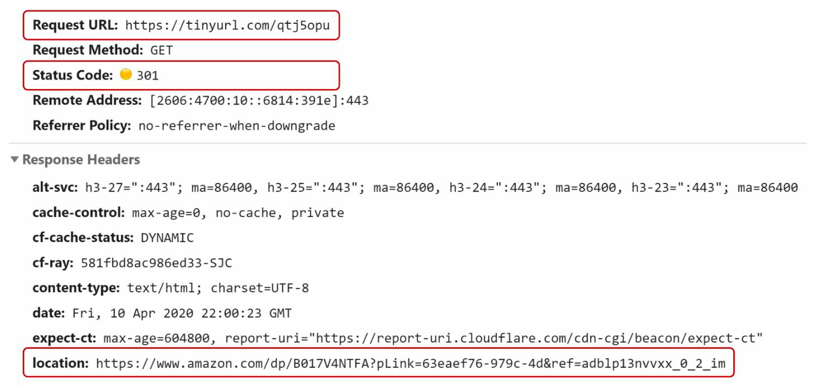 Request URL: https://tinyurl.com/qtj5opu
Request Method: GET
Status Code: 301
Remote Address: [2606:4700:10::6814:391e]:443
Referrer Policy: no-referrer-when-downgrade
Response Headers
alt-svc: h3-27=":443"; ma=86400, h3-25=":443"; ma=86400, h3-24=":443"; ma=86400, h3-23=":443"; ma=86400
cache-control: max-age=0, no-cache, private
cf-cache-status: DYNAMIC
cf-ray: 581fbd8ac986ed33-SJC
content-type: text/html; charset=UTF-8
date: Fri, 10 Apr 2020 22:00:23 GMT
expect-ct: max-age=604800, report-uri="https://report-uri.cloudflare.com/cdn-cgi/beacon/expect-ct"
location: https://www.amazon.com/dp/B017V4NTFA?pLink=63eaef76-979c-4d&ref=adblp13nvvxx_0_2_im